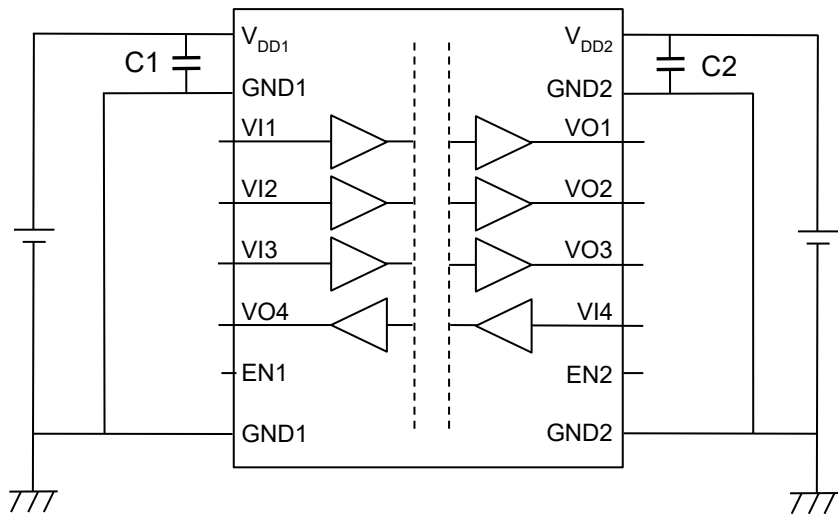 C1
V_DD1
V_DD2
C2
GND1
GND2
VI1
VO1
VI2
VO2
VI3
VO3
VO4
VI4
EN1
EN2
GND1
GND2